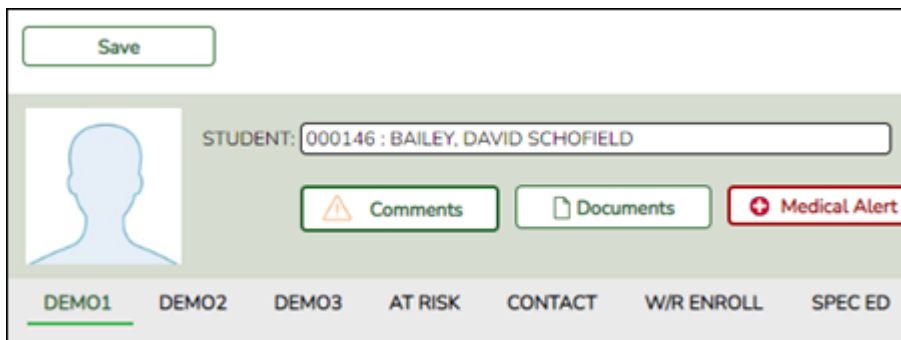 Save
STUDENT: 000146 : BAILEY, DAVID SCHOFIELD
Comments Documents Medical Alert
DEMO1 DEMO2 DEMO3 AT RISK CONTACT W/R ENROLL SPEC ED